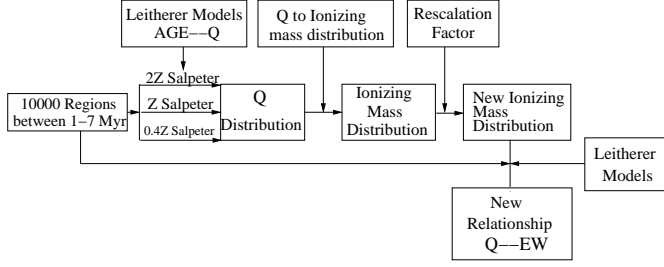 Leitherer Models
AGE−−Q
Q to Ionizing
mass distribution
Rescalation
Factor
10000 Regions
between 1−7 Myr
2Z Salpeter
Z Salpeter
0.4Z Salpeter
Q
Distribution
Ionizing
Mass
Distribution
New Ionizing
Mass
Distribution
Leitherer
Models
New
Relationship
Q−−EW